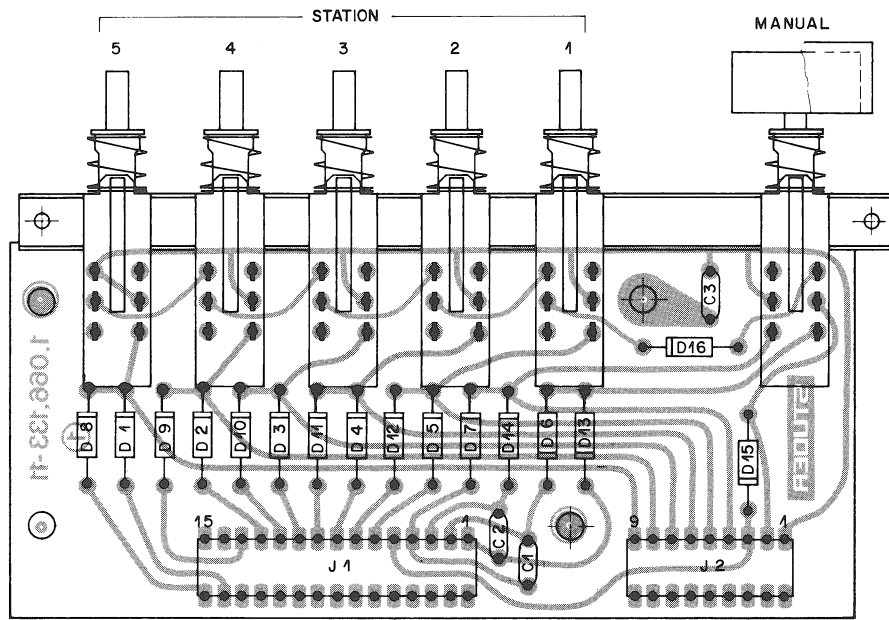 STATION
MANUAL
5 4 3 2 1
C3
D16
1.066.133-11
D8 D1 D9 D2 D10 D3 D11 D4 D12 D5 D7 D14 D6 D13
D15
STUDER
15 1 C2 9 1
C1
J1 J2